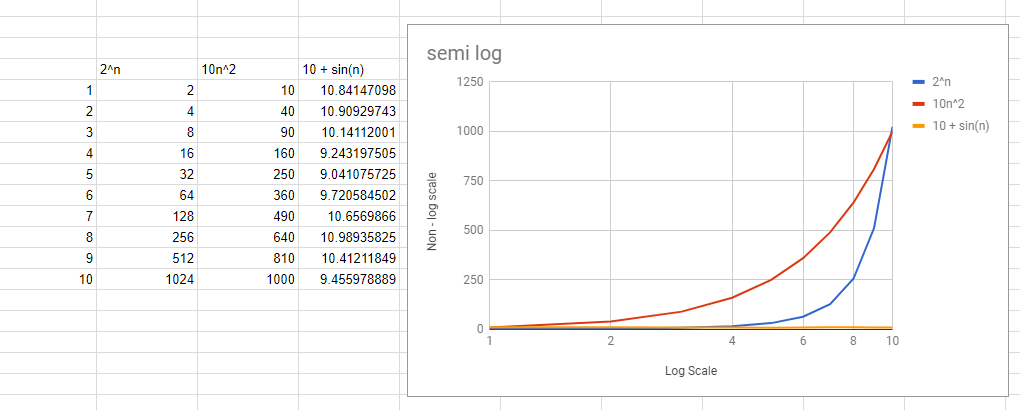 2^n 10n^2 10 + sin(n)
1 2 10 10.84147098
2 4 40 10.90929743
3 8 90 10.14112001
4 16 160 9.243197505
5 32 250 9.041075725
6 64 360 9.720584502
7 128 490 10.6569866
8 256 640 10.98935825
9 512 810 10.41211849
10 1024 1000 9.455978889
semi log
1250
1000
750
500
250
0
Non - log scale
1 2 4 6 8 10
Log Scale
2^n
10n^2
10 + sin(n)